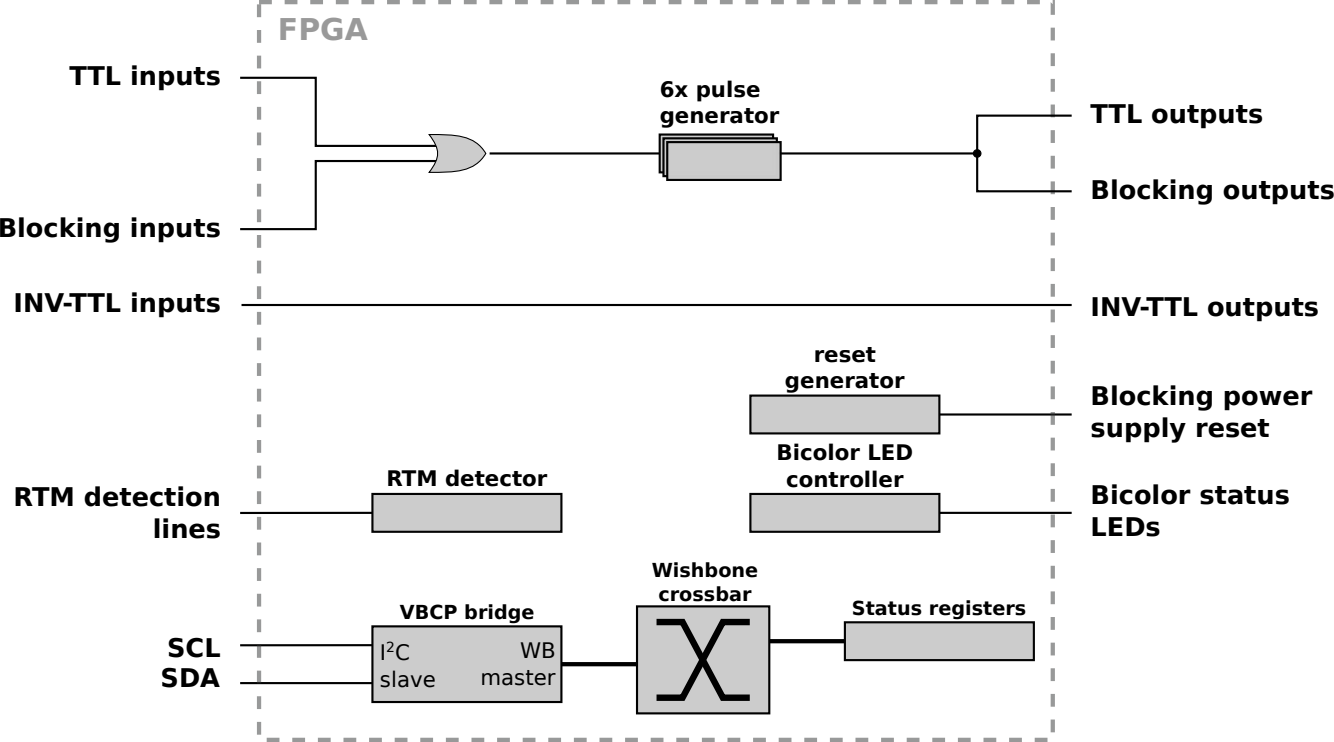 FPGA
TTL inputs
6x pulse
generator
TTL outputs
Blocking outputs
Blocking inputs
INV-TTL inputs
INV-TTL outputs
reset
generator
Blocking power
supply reset
Bicolor LED
controller
RTM detector
RTM detection
lines
Bicolor status
LEDs
Wishbone
crossbar
VBCP bridge
Status registers
SCL
SDA
I²C
slave
WB
master